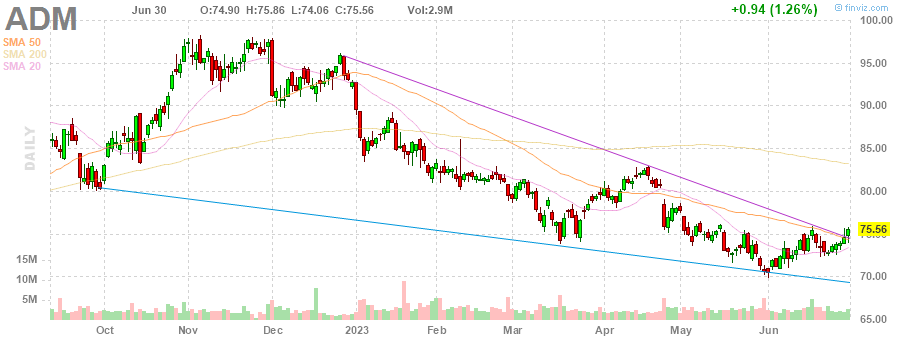 ADM Jun 30 O:74.90 H:75.86 L:74.06 C:75.56 Vol:2.9M +0.94 (1.26%) © finviz.com
SMA 50
SMA 200
SMA 20
DAILY
100.00
95.00
90.00
85.00
80.00
75.56
75.00
70.00
65.00
15M
10M
5M
Oct Nov Dec 2023 Feb Mar Apr May Jun